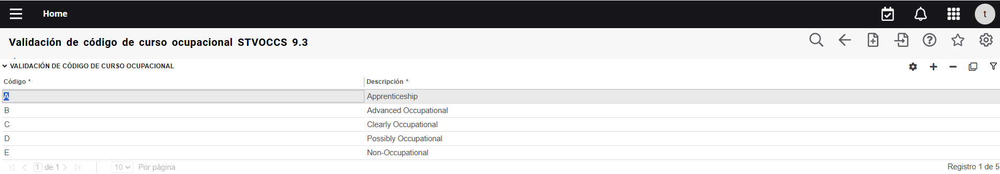 Home
t
Validación de código de curso ocupacional STVOCCS 9.3
VALIDACIÓN DE CÓDIGO DE CURSO OCUPACIONAL
Código * Descripción *
A Apprenticeship
B Advanced Occupational
C Clearly Occupational
D Possibly Occupational
E Non-Occupational
1 de 1 10 Por página Registro 1 de 5